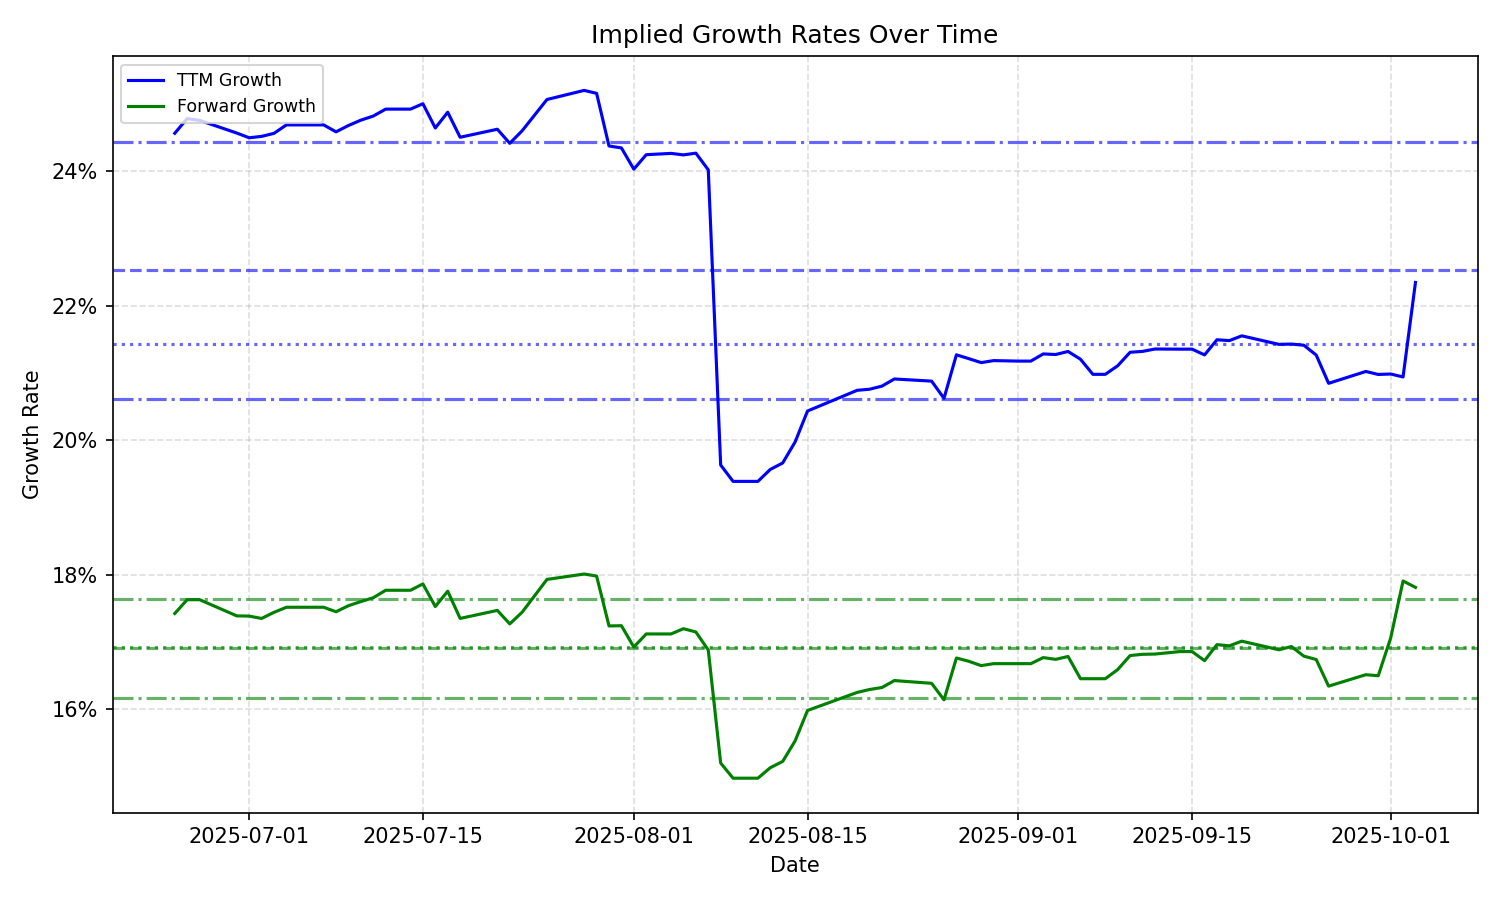 Implied Growth Rates Over Time
TTM Growth
Forward Growth
24%
22%
20%
18%
16%
Growth Rate
2025-07-01
2025-07-15
2025-08-01
2025-08-15
2025-09-01
2025-09-15
2025-10-01
Date